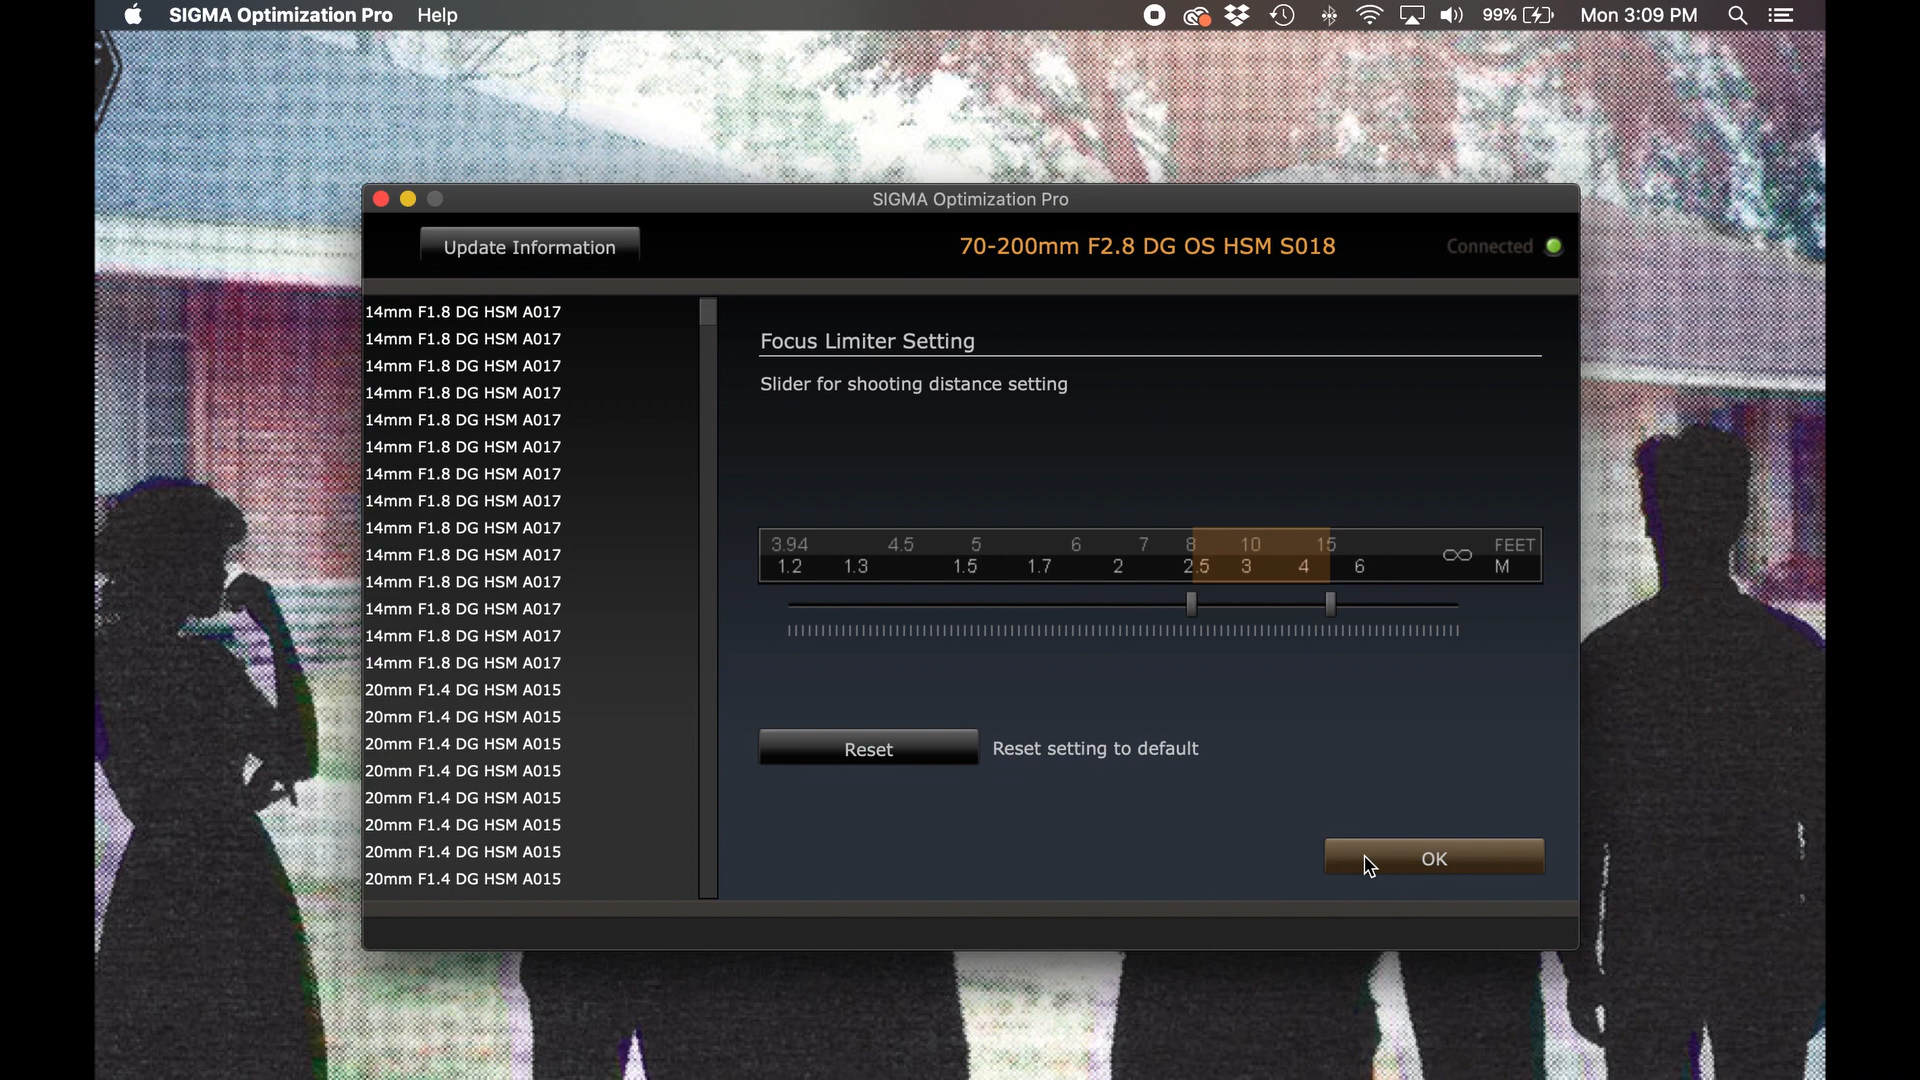 SIGMA Optimization Pro Help 99% Mon 3:09 PM
SIGMA Optimization Pro
Update Information 70-200mm F2.8 DG OS HSM S018 Connected
14mm F1.8 DG HSM A017
14mm F1.8 DG HSM A017
14mm F1.8 DG HSM A017
14mm F1.8 DG HSM A017
14mm F1.8 DG HSM A017
14mm F1.8 DG HSM A017
14mm F1.8 DG HSM A017
14mm F1.8 DG HSM A017
14mm F1.8 DG HSM A017
14mm F1.8 DG HSM A017
14mm F1.8 DG HSM A017
14mm F1.8 DG HSM A017
14mm F1.8 DG HSM A017
14mm F1.8 DG HSM A017
20mm F1.4 DG HSM A015
20mm F1.4 DG HSM A015
20mm F1.4 DG HSM A015
20mm F1.4 DG HSM A015
20mm F1.4 DG HSM A015
20mm F1.4 DG HSM A015
20mm F1.4 DG HSM A015
20mm F1.4 DG HSM A015
Focus Limiter Setting
Slider for shooting distance setting
3.94 4.5 5 6 7 8 10 15 ∞ FEET
1.2 1.3 1.5 1.7 2 2.5 3 4 6 M
Reset Reset setting to default
OK